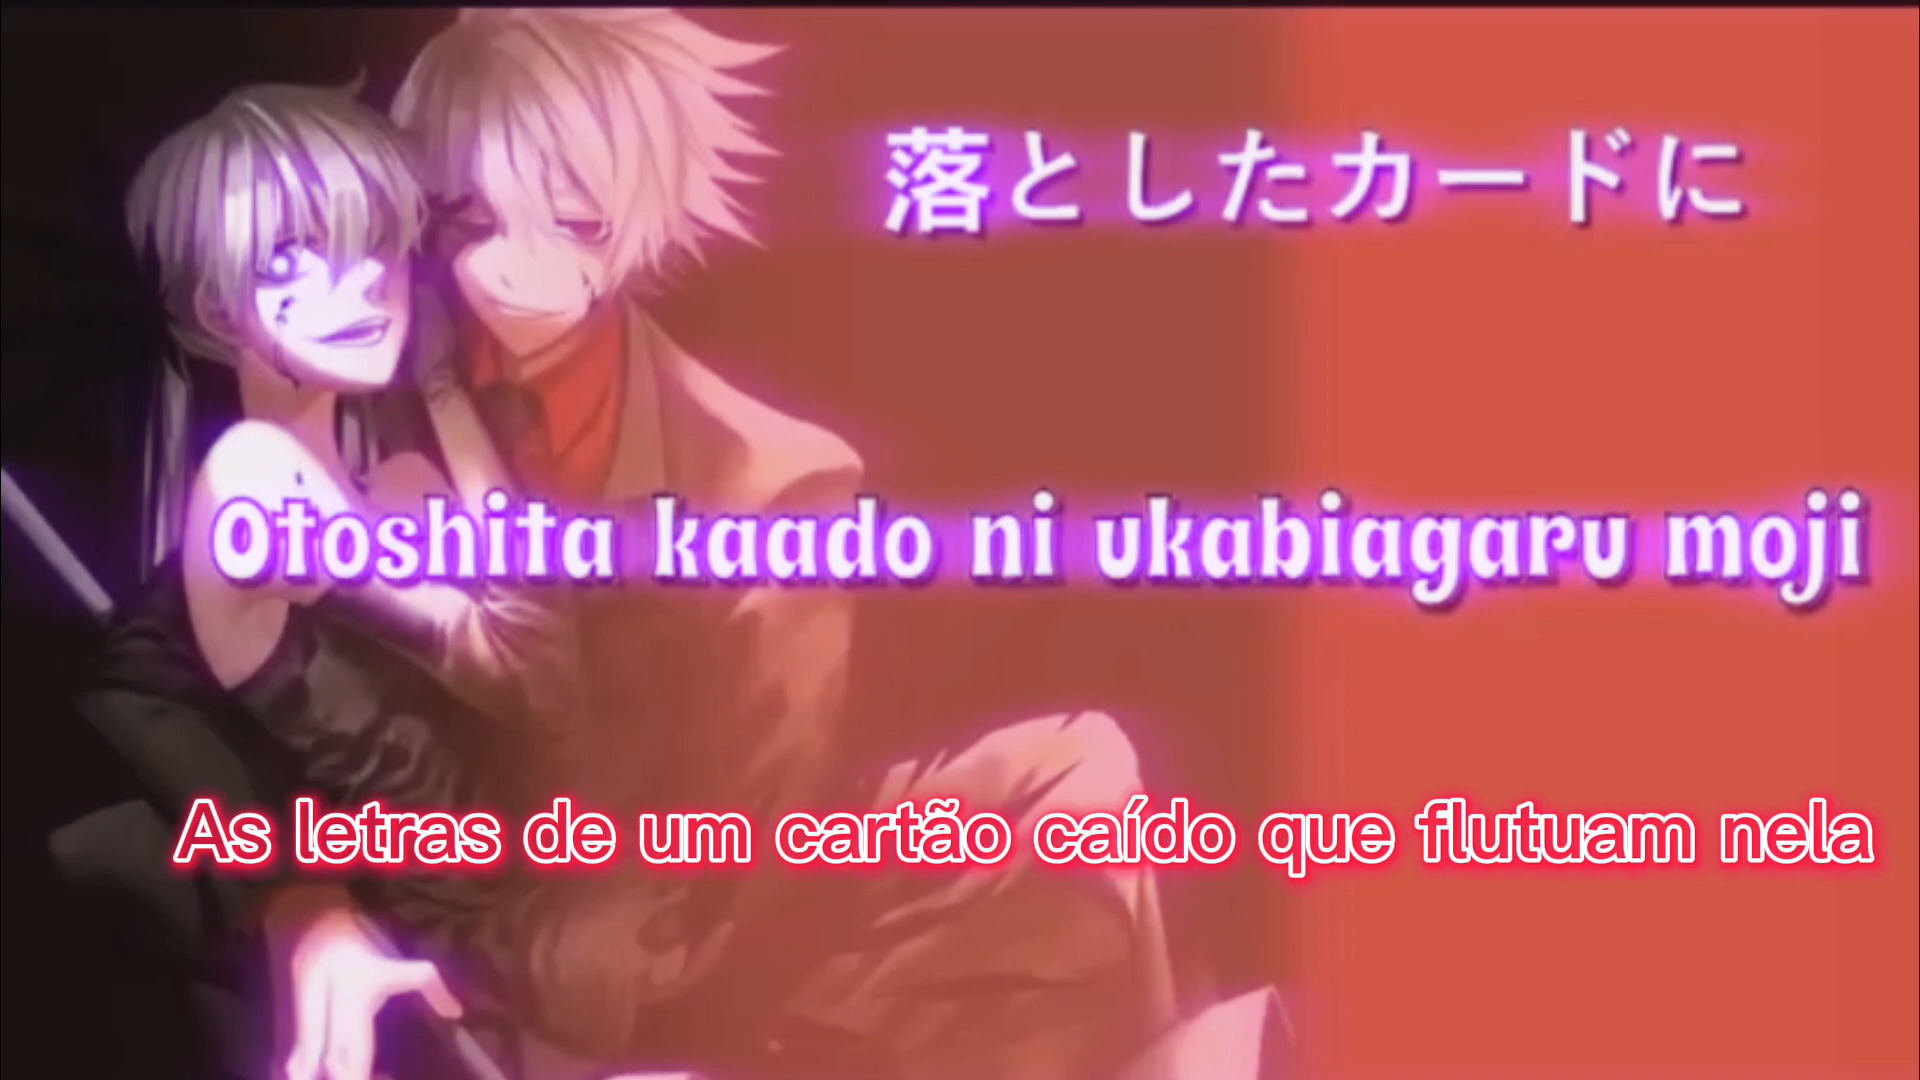 落としたカードに
Otoshita kaado ni ukabiagaru moji
As letras de um cartão caído que flutuam nela